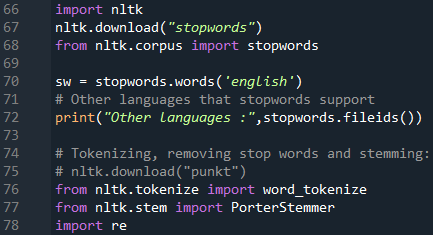 66 import nltk
67 nltk.download("stopwords")
68 from nltk.corpus import stopwords
69
70 sw = stopwords.words('english')
71 # Other languages that stopwords support
72 print("Other languages :",stopwords.fileids())
73
74 # Tokenizing, removing stop words and stemming:
75 # nltk.download("punkt")
76 from nltk.tokenize import word_tokenize
77 from nltk.stem import PorterStemmer
78 import re